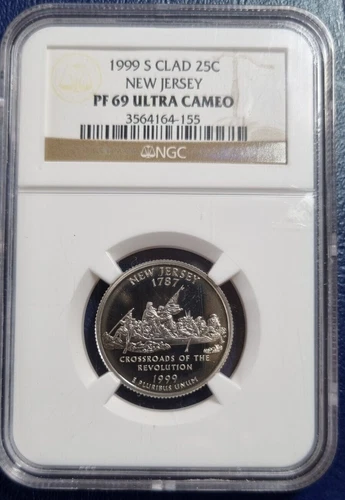 1999 S CLAD 25C
NEW JERSEY
PF 69 ULTRA CAMEO
3564164-155
NGC
NEW JERSEY
1787
CROSSROADS OF THE
REVOLUTION
1999
E PLURIBUS UNUM